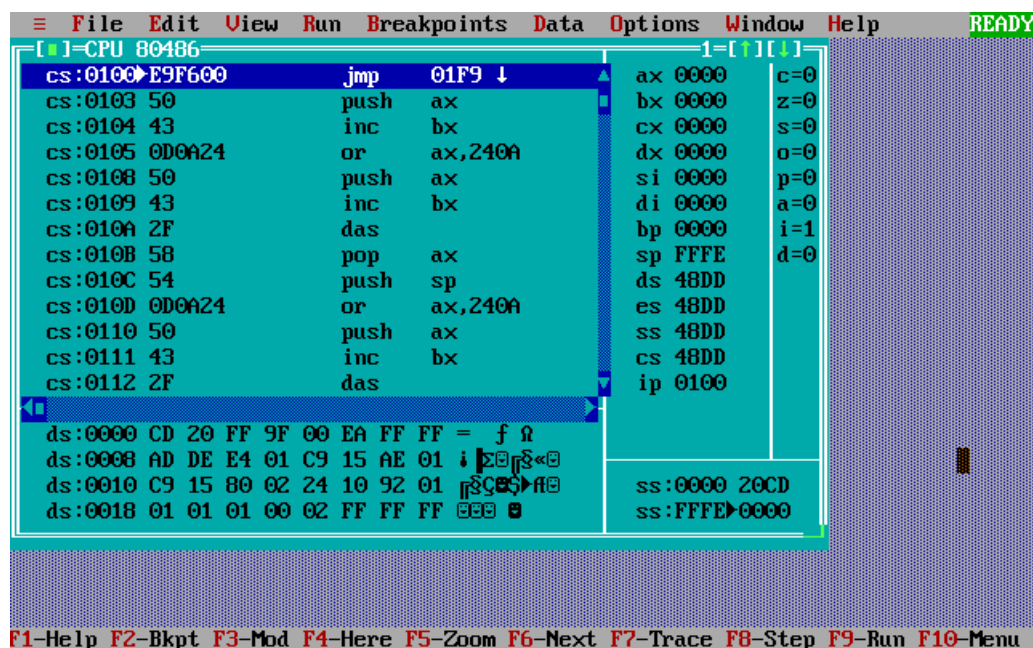 ≡ File Edit View Run Breakpoints Data Options Window Help READY
[■]=CPU 80486 1=[↑][↓]
cs:0100►E9F600 jmp 01F9 ↓ ax 0000 c=0
cs:0103 50 push ax bx 0000 z=0
cs:0104 43 inc bx cx 0000 s=0
cs:0105 0D0A24 or ax,240A dx 0000 o=0
cs:0108 50 push ax si 0000 p=0
cs:0109 43 inc bx di 0000 a=0
cs:010A 2F das bp 0000 i=1
cs:010B 58 pop ax sp FFFE d=0
cs:010C 54 push sp ds 48DD
cs:010D 0D0A24 or ax,240A es 48DD
cs:0110 50 push ax ss 48DD
cs:0111 43 inc bx cs 48DD
cs:0112 2F das ip 0100
ds:0000 CD 20 FF 9F 00 EA FF FF = ƒ Ω
ds:0008 AD DE E4 01 C9 15 AE 01 ¡▐Σ☺╔§«☺
ds:0010 C9 15 80 02 24 10 92 01 ╔§Ç☻$►Æ☺ ss:0000 20CD
ds:0018 01 01 01 00 02 FF FF FF ☺☺☺ ☻ ss:FFFE►0000
F1-Help F2-Bkpt F3-Mod F4-Here F5-Zoom F6-Next F7-Trace F8-Step F9-Run F10-Menu